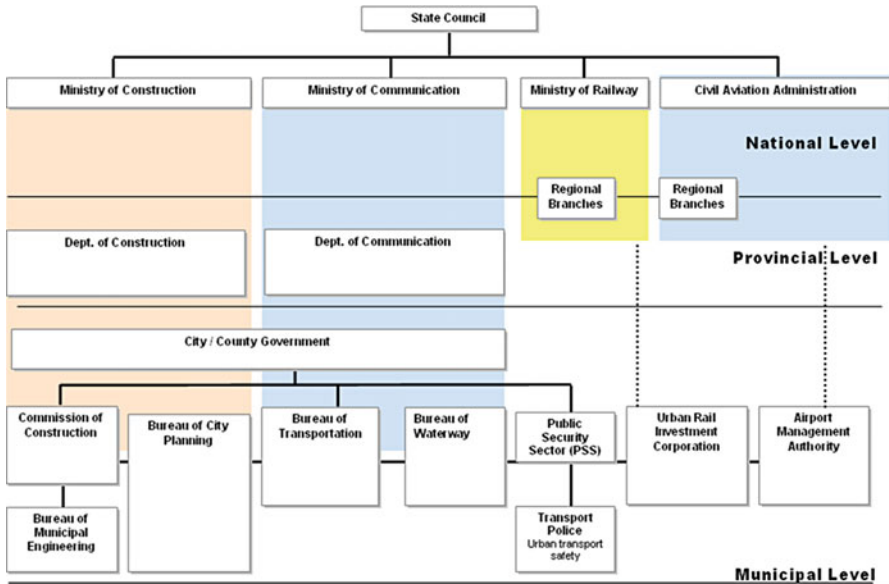 State Council
Ministry of Construction
Ministry of Communication
Ministry of Railway
Civil Aviation Administration
National Level
Regional
Branches
Regional
Branches
Dept. of Construction
Dept. of Communication
Provincial Level
City / County Government
Commission of
Construction
Bureau of City
Planning
Bureau of
Transportation
Bureau of
Waterway
Public
Security
Sector (PSS)
Urban Rail
Investment
Corporation
Airport
Management
Authority
Bureau of
Municipal
Engineering
Transport
Police
Urban transport
safety
Municipal Level